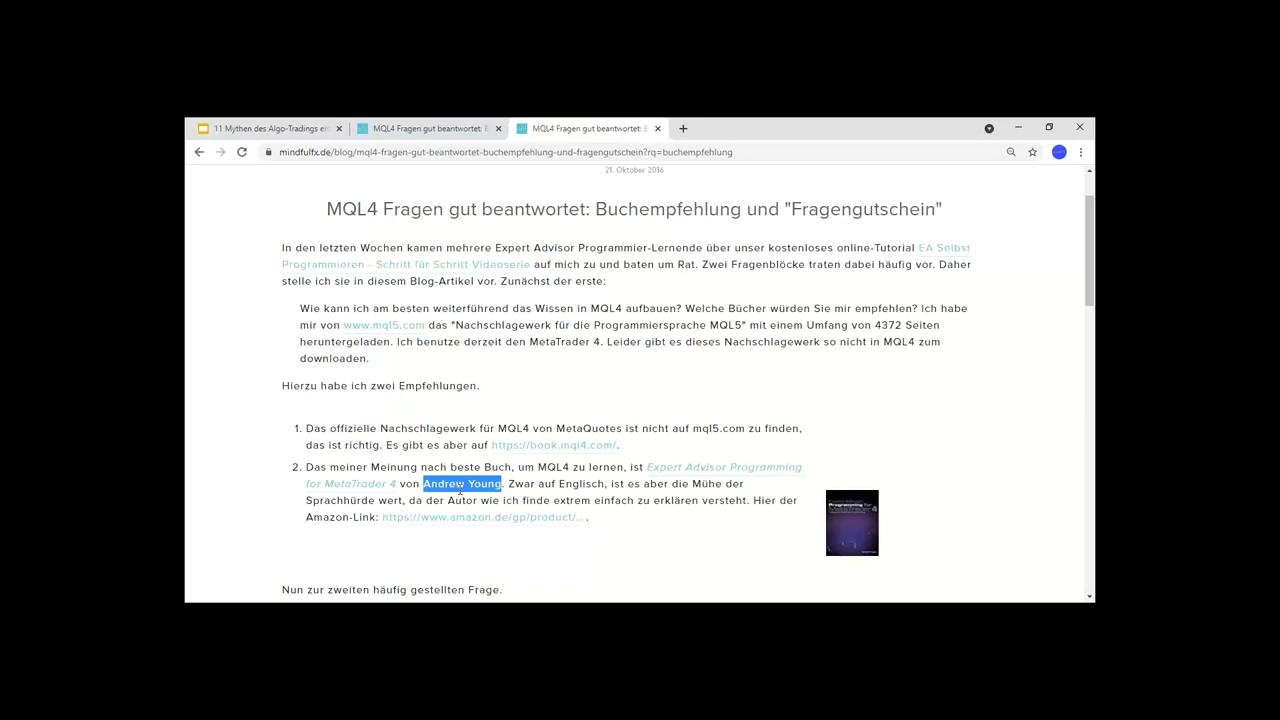 11 Mythen des Algo-Tradings en
MQL4 Fragen gut beantwortet: B
MQL4 Fragen gut beantwortet: B
mindfulfx.de/blog/mql4-fragen-gut-beantwortet-buchempfehlung-und-fragengutschein?rq=buchempfehlung
21. Oktober 2016
MQL4 Fragen gut beantwortet: Buchempfehlung und "Fragengutschein"
In den letzten Wochen kamen mehrere Expert Advisor Programmier-Lernende über unser kostenloses online-Tutorial EA Selbst
Programmieren - Schritt für Schritt Videoserie auf mich zu und baten um Rat. Zwei Fragenblöcke traten dabei häufig vor. Daher
stelle ich sie in diesem Blog-Artikel vor. Zunächst der erste:
Wie kann ich am besten weiterführend das Wissen in MQL4 aufbauen? Welche Bücher würden Sie mir empfehlen? Ich habe
mir von www.mql5.com das "Nachschlagewerk für die Programmiersprache MQL5" mit einem Umfang von 4372 Seiten
heruntergeladen. Ich benutze derzeit den MetaTrader 4. Leider gibt es dieses Nachschlagewerk so nicht in MQL4 zum
downloaden.
Hierzu habe ich zwei Empfehlungen.
1. Das offizielle Nachschlagewerk für MQL4 von MetaQuotes ist nicht auf mql5.com zu finden,
das ist richtig. Es gibt es aber auf https://book.mql4.com/.
2. Das meiner Meinung nach beste Buch, um MQL4 zu lernen, ist Expert Advisor Programming
for MetaTrader 4 von Andrew Young. Zwar auf Englisch, ist es aber die Mühe der
Sprachhürde wert, da der Autor wie ich finde extrem einfach zu erklären versteht. Hier der
Amazon-Link: https://www.amazon.de/gp/product/... .
Programming
MetaTrader 4
Nun zur zweiten häufig gestellten Frage.